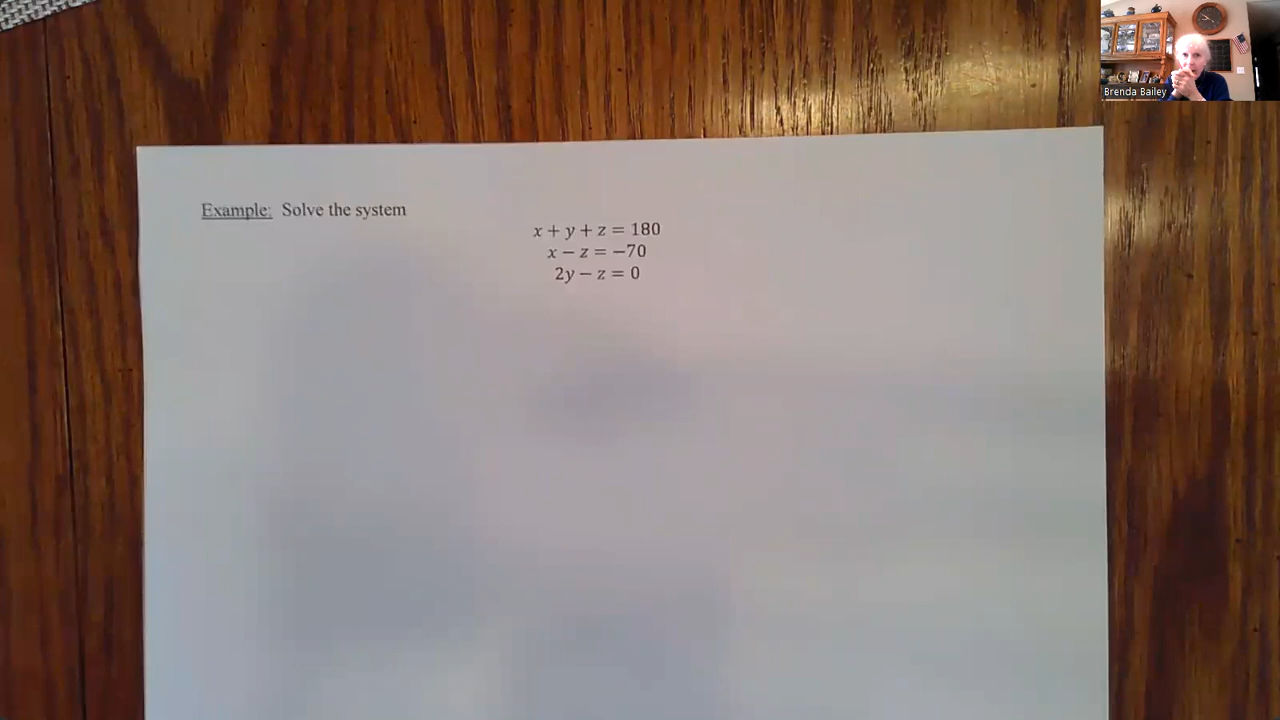 Example: Solve the system
x + y + z = 180
x − z = −70
2y − z = 0
Brenda Bailey